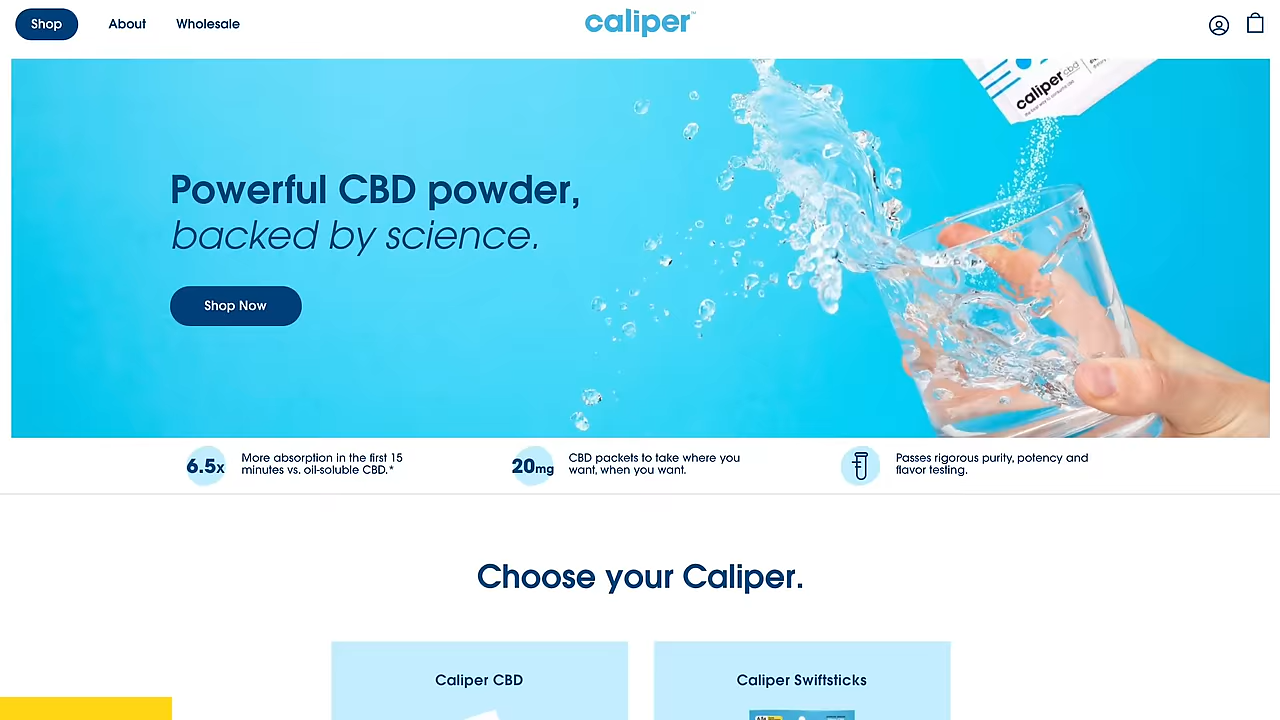 Shop
About
Wholesale
caliper™
caliper cbd
Powerful CBD powder,
backed by science.
Shop Now
6.5x
More absorption in the first 15
minutes vs. oil-soluble CBD.*
20mg
CBD packets to take where you
want, when you want.
Passes rigorous purity, potency and
flavor testing.
Choose your Caliper.
Caliper CBD
Caliper Swiftsticks